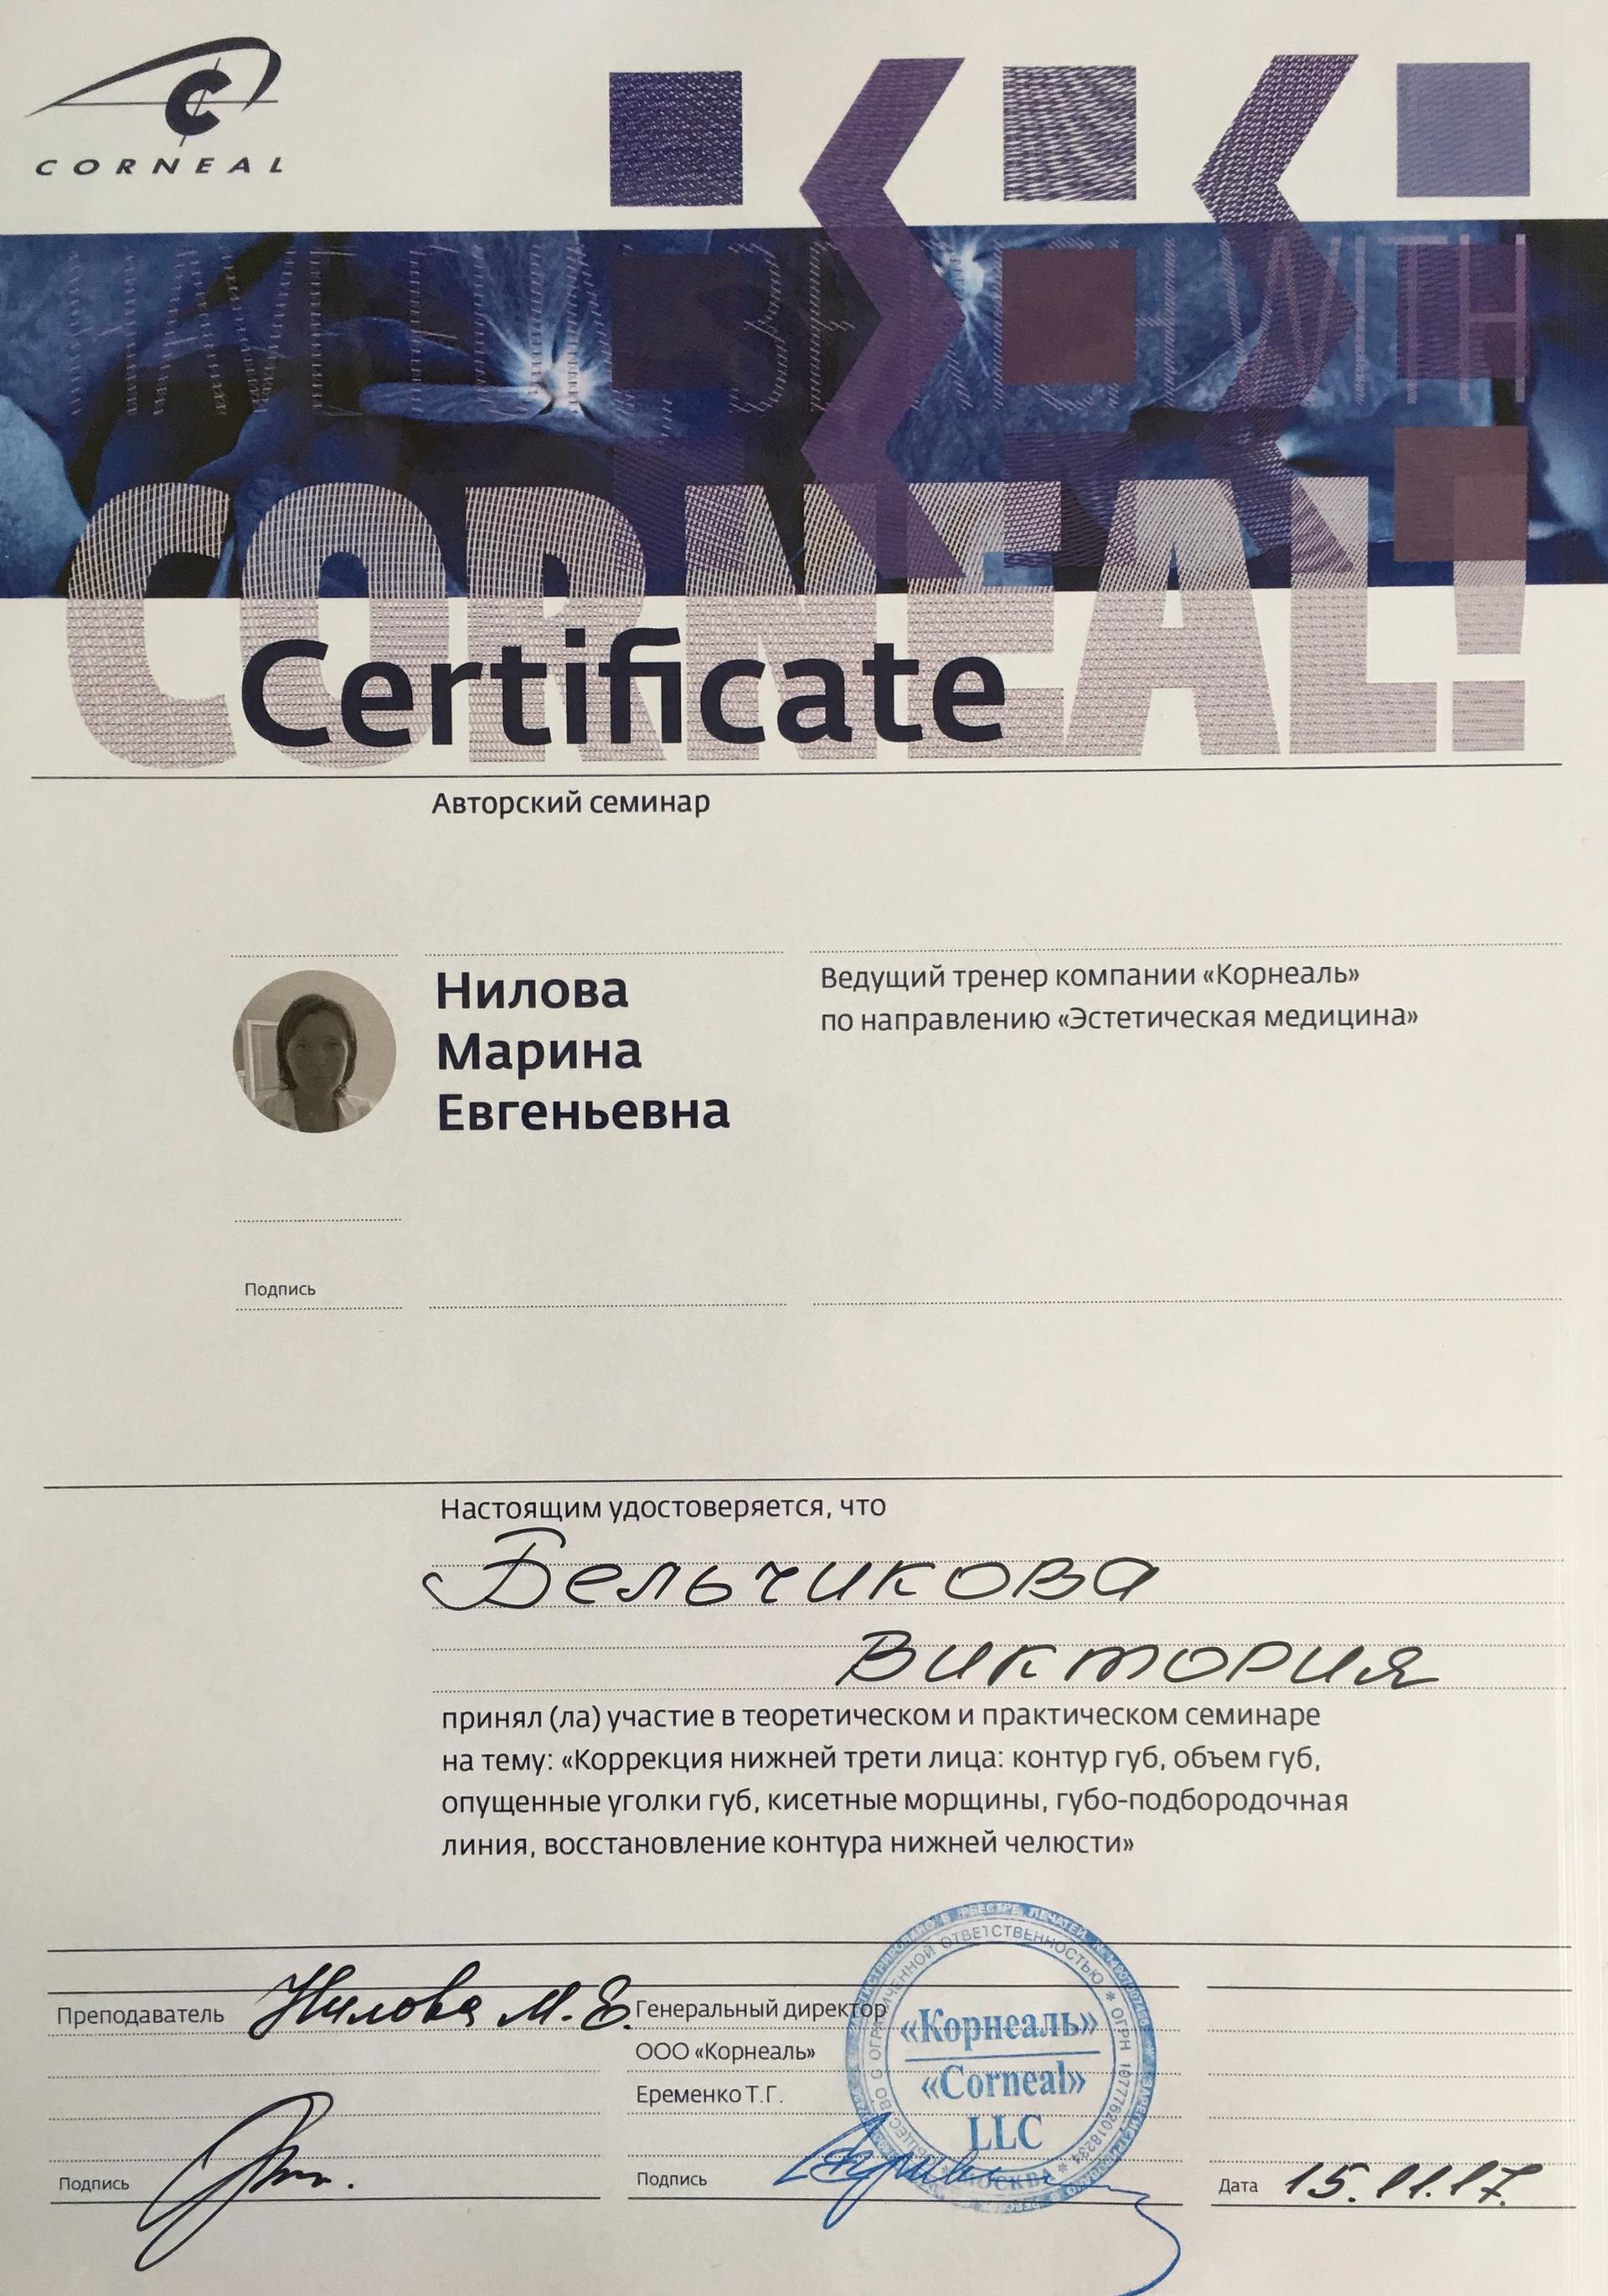 CORNEAL
CORNEAL!
Certificate
Авторский семинар
Нилова
Марина
Евгеньевна
Ведущий тренер компании «Корнеаль»
по направлению «Эстетическая медицина»
Подпись
Настоящим удостоверяется, что
Бельчикова
Виктория
принял (ла) участие в теоретическом и практическом семинаре
на тему: «Коррекция нижней трети лица: контур губ, объем губ,
опущенные уголки губ, кисетные морщины, губо-подбородочная
линия, восстановление контура нижней челюсти»
Преподаватель Нилова М.Е.
Генеральный директор
ООО «Корнеаль»
Еременко Т.Г.
«Корнеаль»
«Corneal»
LLC
МОСКВА
Подпись
Подпись
Дата 15.11.17.